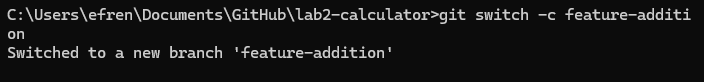 C:\Users\efren\Documents\GitHub\lab2-calculator>git switch -c feature-additi
on
Switched to a new branch 'feature-addition'